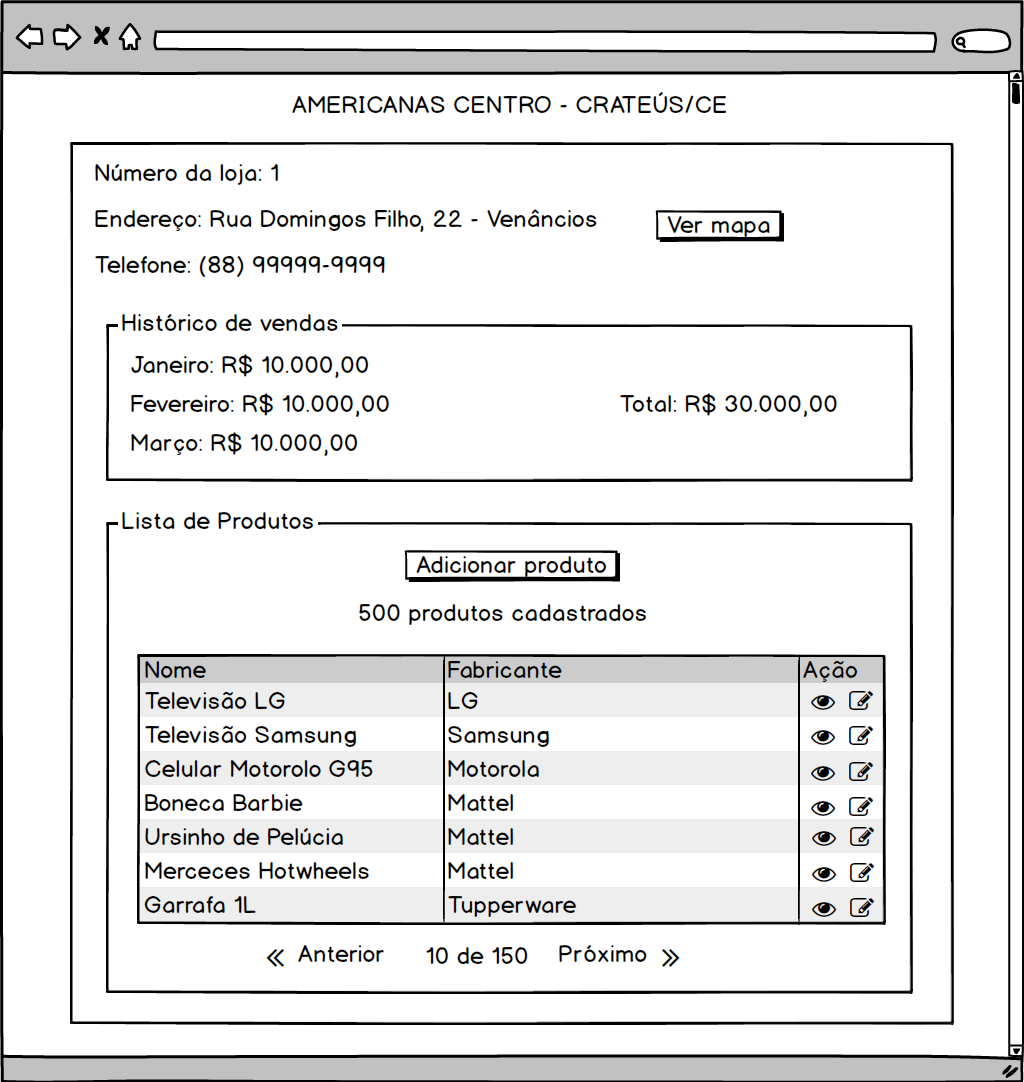 AMERICANAS CENTRO - CRATEÚS/CE
Número da loja: 1
Endereço: Rua Domingos Filho, 22 - Venâncios
Ver mapa
Telefone: (88) 99999-9999
Histórico de vendas
Janeiro: R$ 10.000,00
Fevereiro: R$ 10.000,00
Total: R$ 30.000,00
Março: R$ 10.000,00
Lista de Produtos
Adicionar produto
500 produtos cadastrados
Nome Fabricante Ação
Televisão LG LG
Televisão Samsung Samsung
Celular Motorolo G95 Motorola
Boneca Barbie Mattel
Ursinho de Pelúcia Mattel
Merceces Hotwheels Mattel
Garrafa 1L Tupperware
Anterior 10 de 150 Próximo